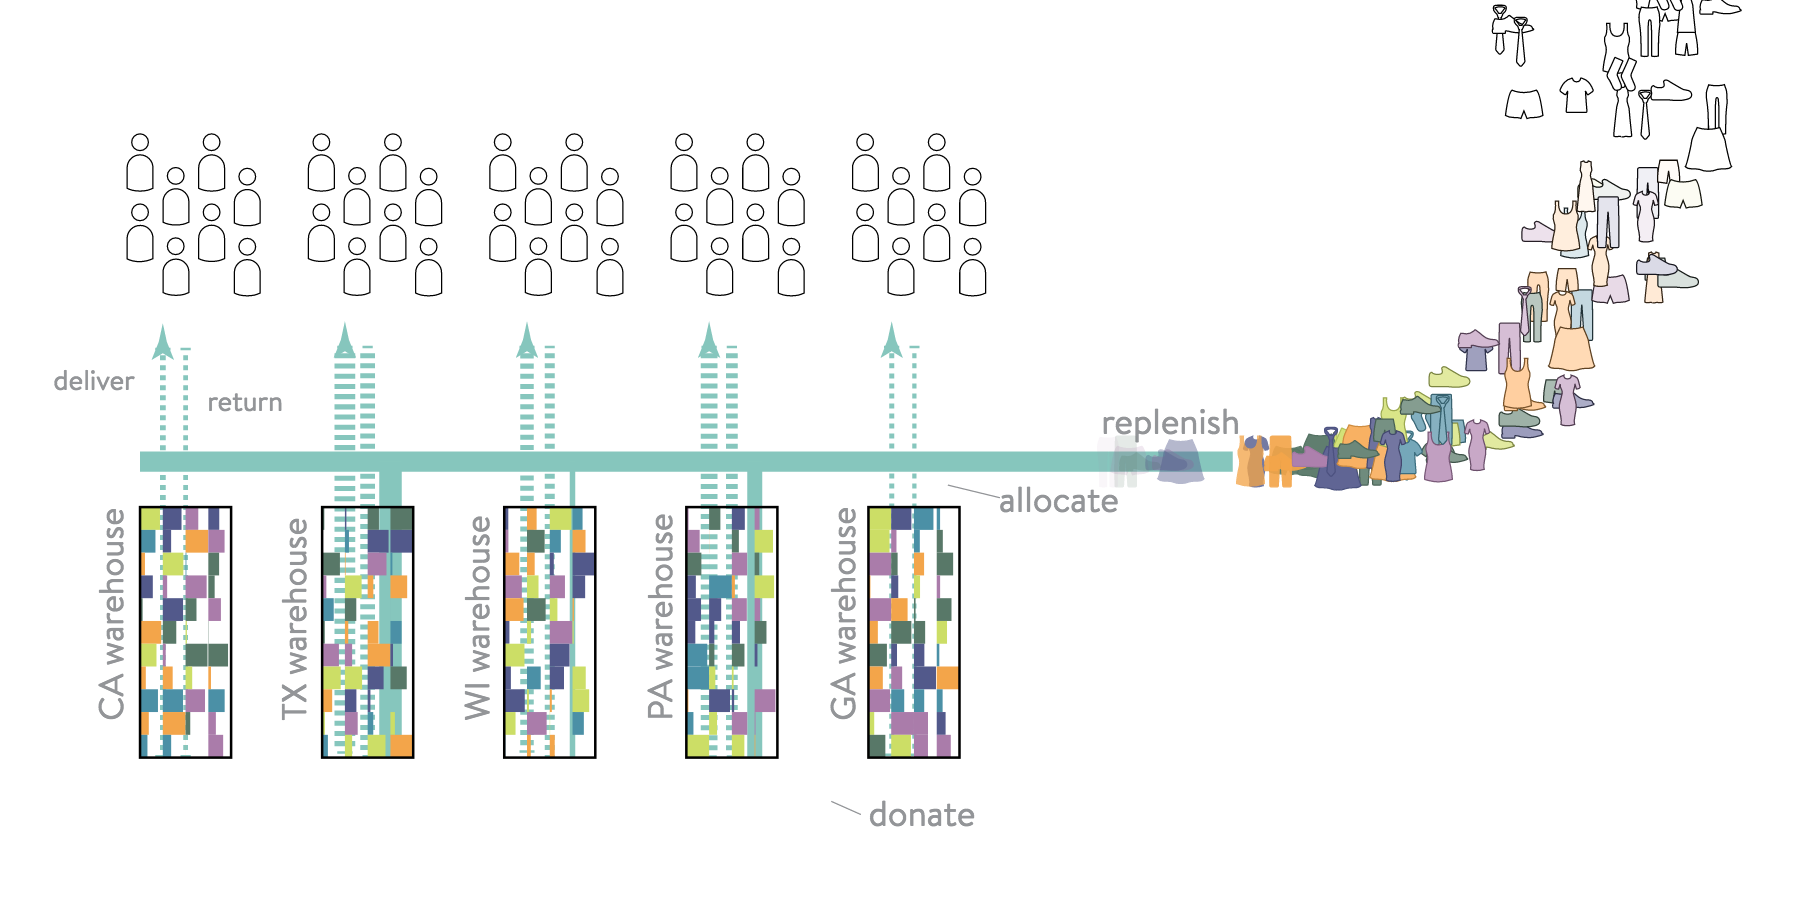 deliver
return
replenish
allocate
CA warehouse
TX warehouse
WI warehouse
PA warehouse
GA warehouse
donate